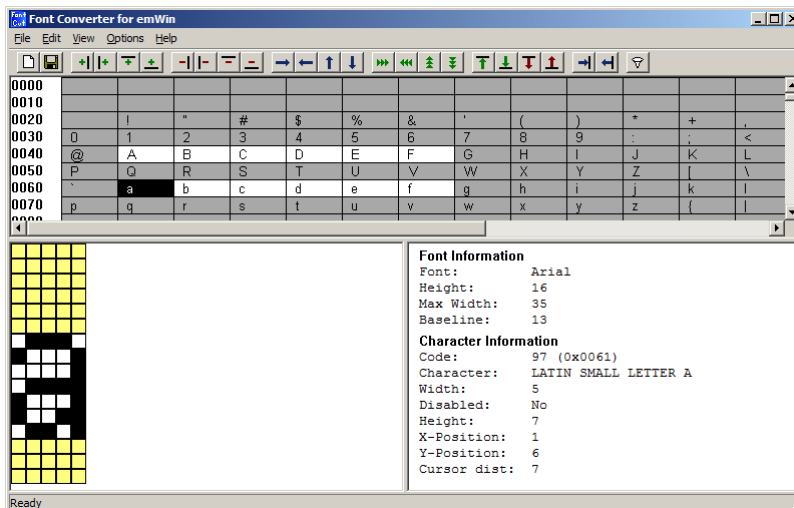 Font Cvt Font Converter for emWin
File Edit View Options Help
0000
0010
0020 ! " # $ % & ' ( ) * + ,
0030 0 1 2 3 4 5 6 7 8 9 : ; <
0040 @ A B C D E F G H I J K L
0050 P Q R S T U V W X Y Z [ \
0060 ` a b c d e f g h i j k l
0070 p q r s t u v w x y z { |
Font Information
Font: Arial
Height: 16
Max Width: 35
Baseline: 13
Character Information
Code: 97 (0x0061)
Character: LATIN SMALL LETTER A
Width: 5
Disabled: No
Height: 7
X-Position: 1
Y-Position: 6
Cursor dist: 7
Ready